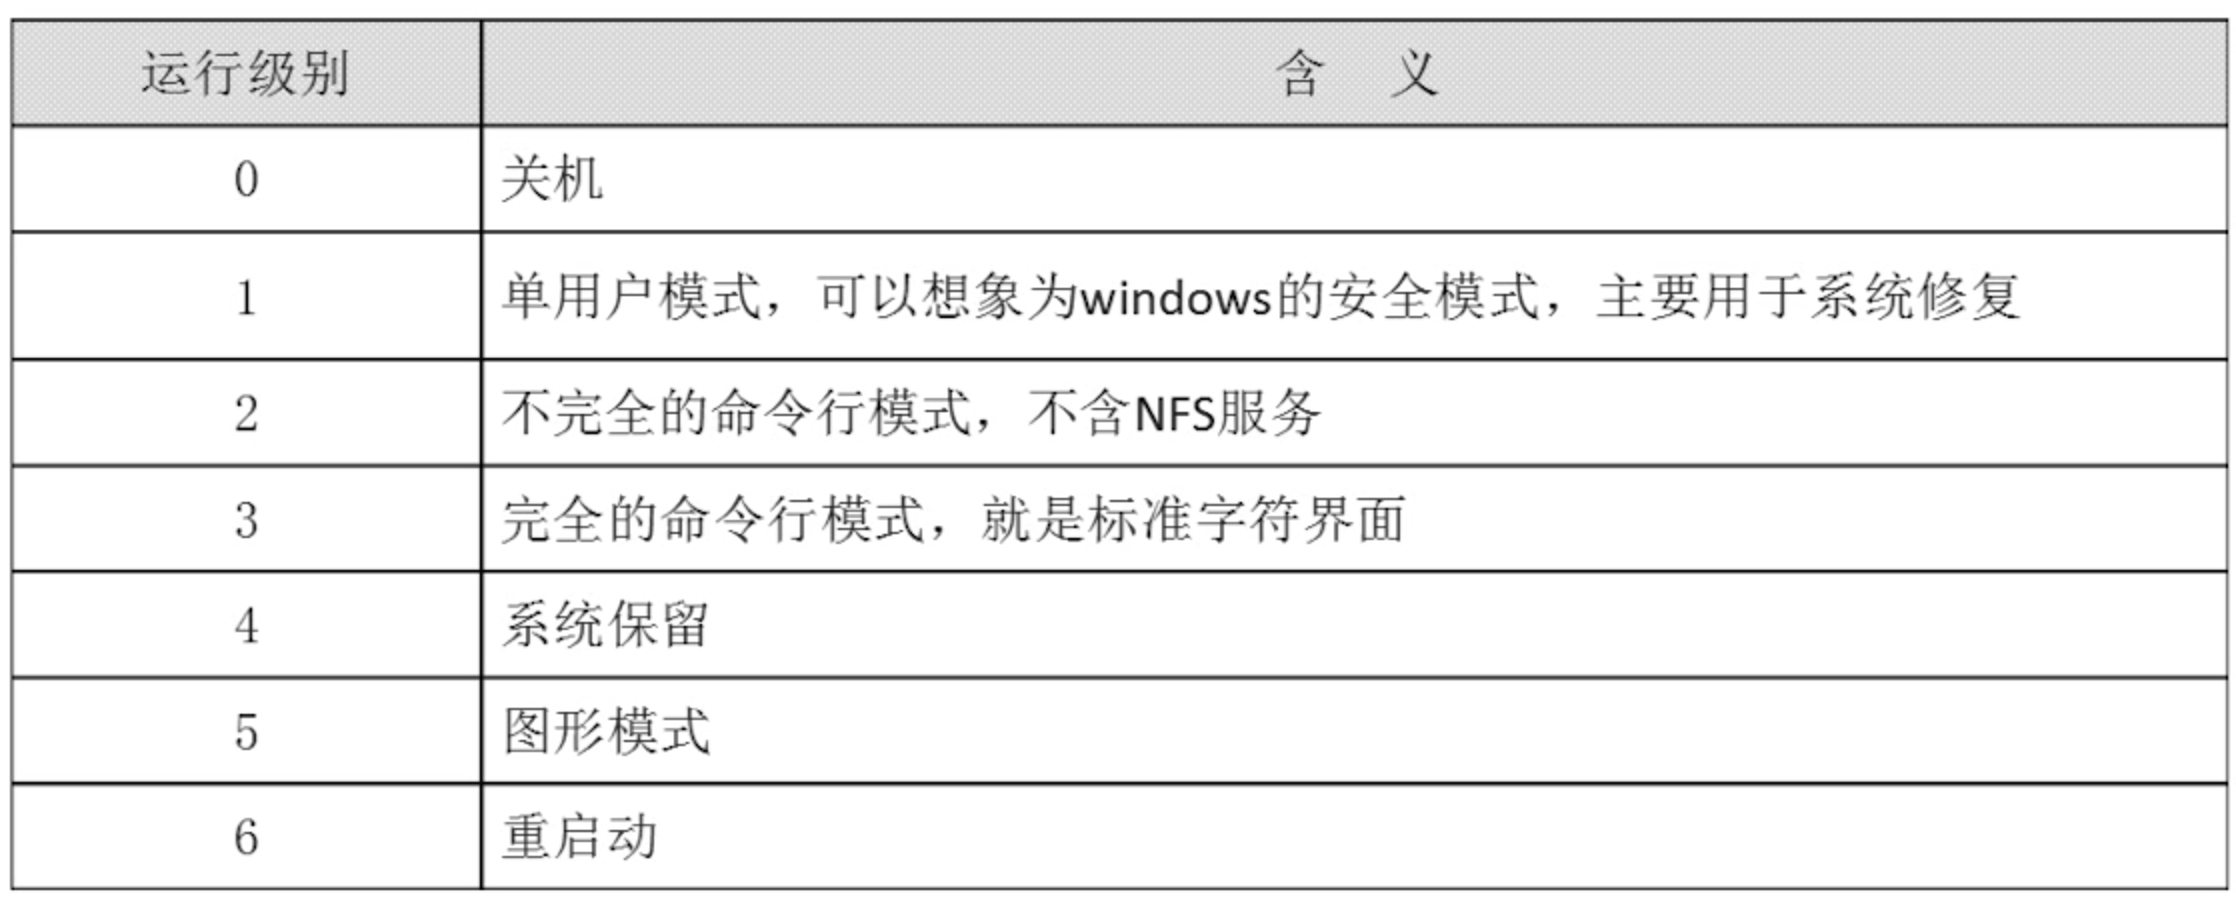 运行级别 含 义
0 关机
1 单用户模式，可以想象为windows的安全模式，主要用于系统修复
2 不完全的命令行模式，不含NFS服务
3 完全的命令行模式，就是标准字符界面
4 系统保留
5 图形模式
6 重启动